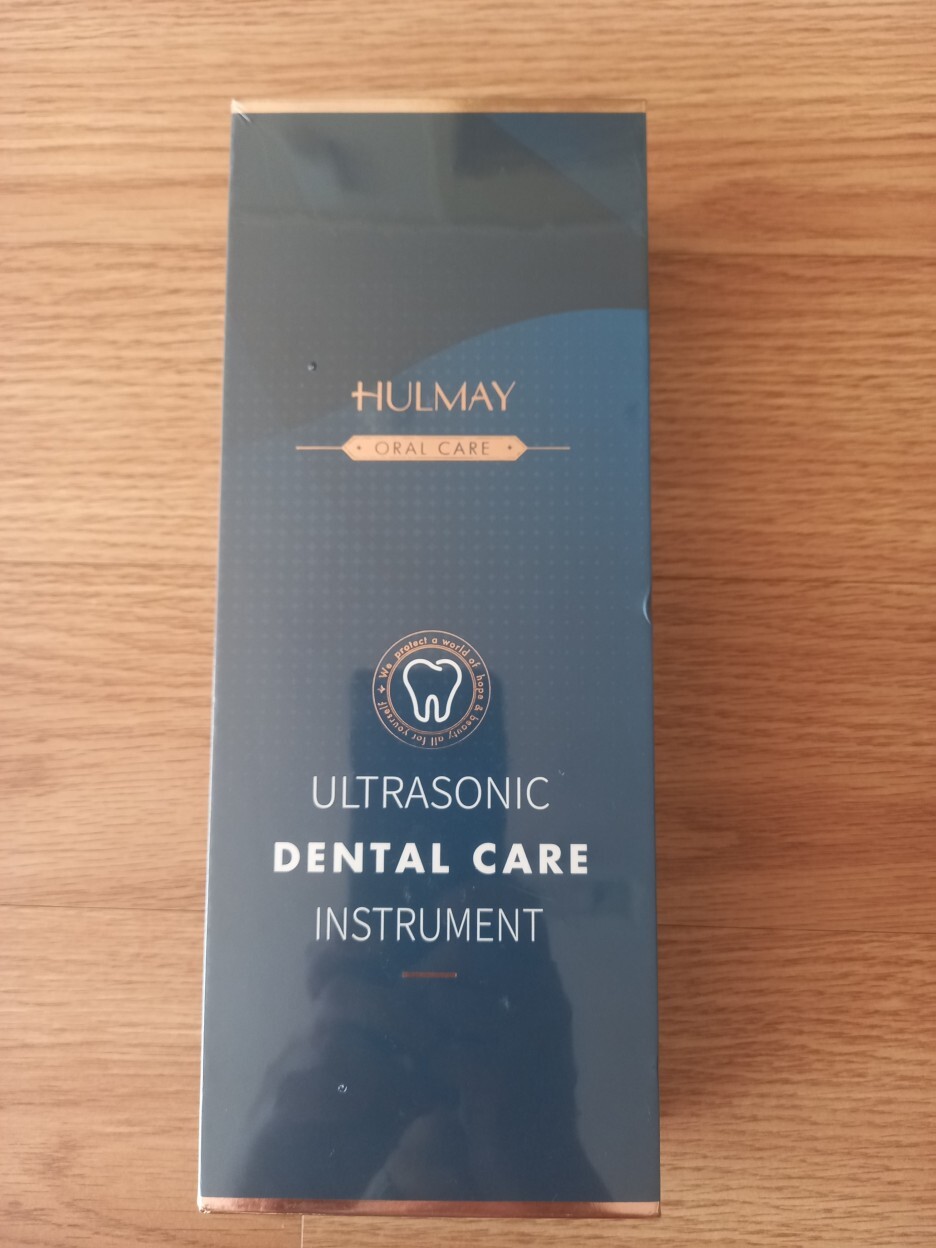 HULMAY
ORAL CARE
We protect a world of hope & beauty all for yourself
ULTRASONIC
DENTAL CARE
INSTRUMENT